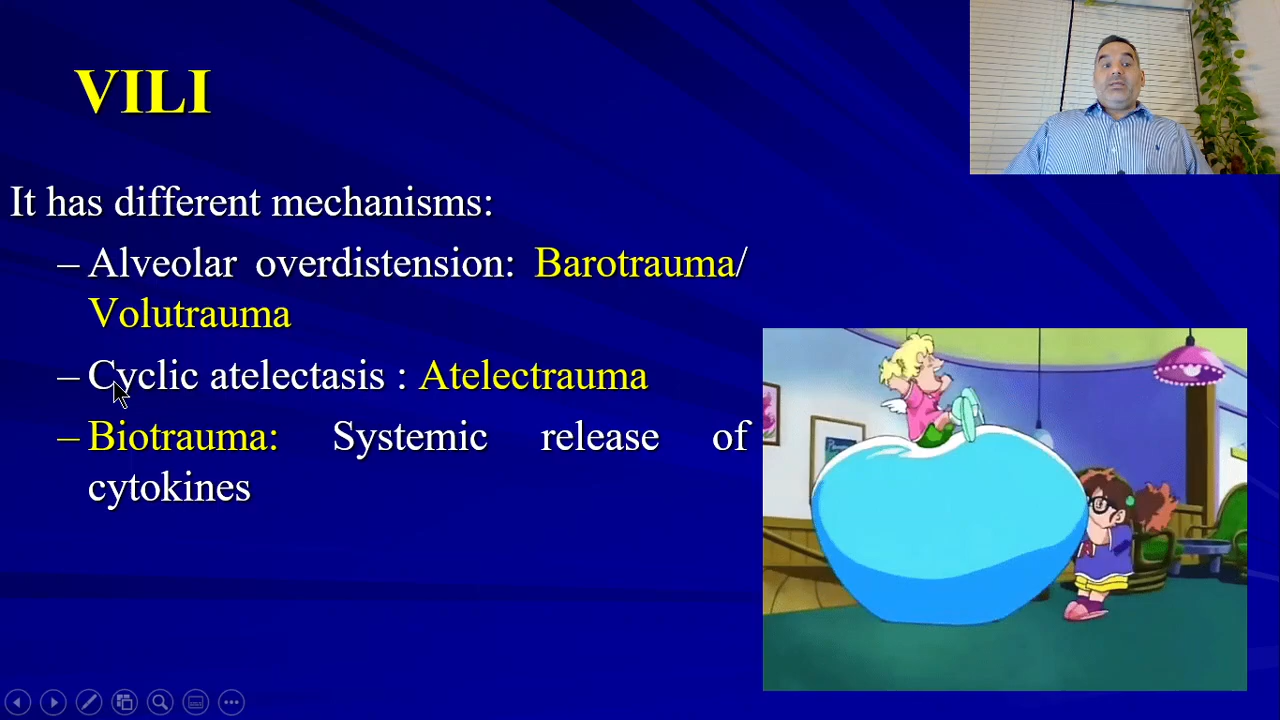 VILI
It has different mechanisms:
– Alveolar overdistension: Barotrauma/
Volutrauma
– Cyclic atelectasis : Atelectrauma
– Biotrauma: Systemic release of
cytokines